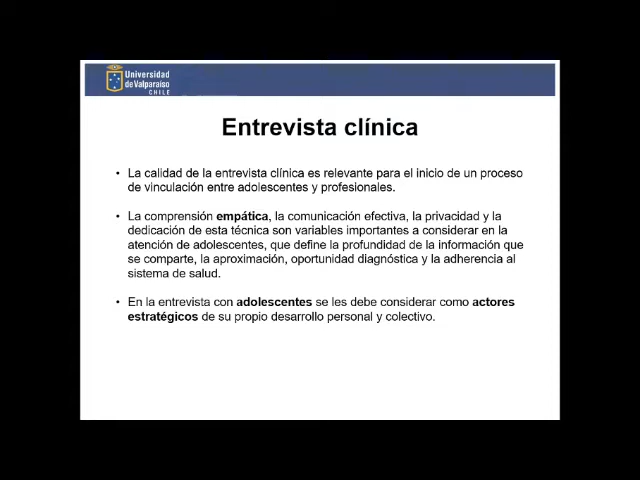 Universidad
de Valparaíso
CHILE
Entrevista clínica
• La calidad de la entrevista clínica es relevante para el inicio de un proceso
de vinculación entre adolescentes y profesionales.
• La comprensión empática, la comunicación efectiva, la privacidad y la
dedicación de esta técnica son variables importantes a considerar en la
atención de adolescentes, que define la profundidad de la información que
se comparte, la aproximación, oportunidad diagnóstica y la adherencia al
sistema de salud.
• En la entrevista con adolescentes se les debe considerar como actores
estratégicos de su propio desarrollo personal y colectivo.